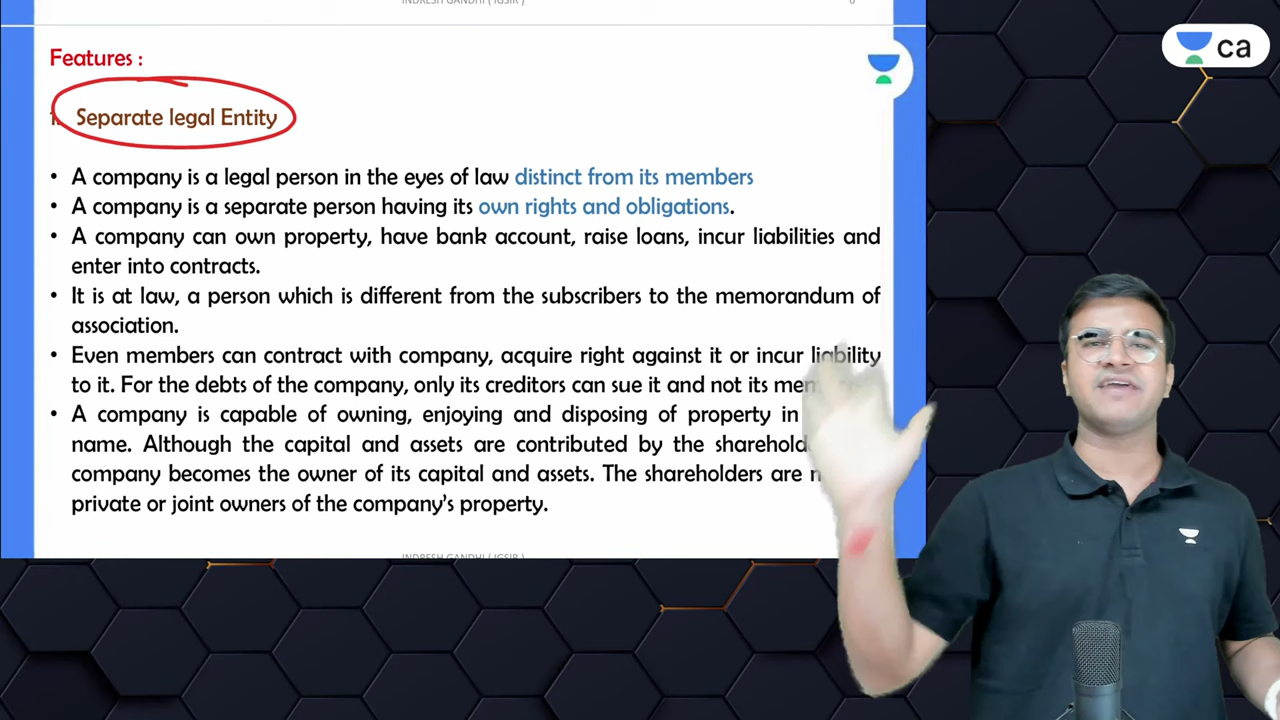 INDRESH GANDHI ( IGSIR )
ca
Features :
Separate legal Entity
• A company is a legal person in the eyes of law distinct from its members
• A company is a separate person having its own rights and obligations.
• A company can own property, have bank account, raise loans, incur liabilities and
enter into contracts.
• It is at law, a person which is different from the subscribers to the memorandum of
association.
• Even members can contract with company, acquire right against it or incur liability
to it. For the debts of the company, only its creditors can sue it and not its
• A company is capable of owning, enjoying and disposing of property in
name. Although the capital and assets are contributed by the
company becomes the owner of its capital and assets. The shareholders are
private or joint owners of the company's property.
INDRESH GANDHI ( IGSIR )